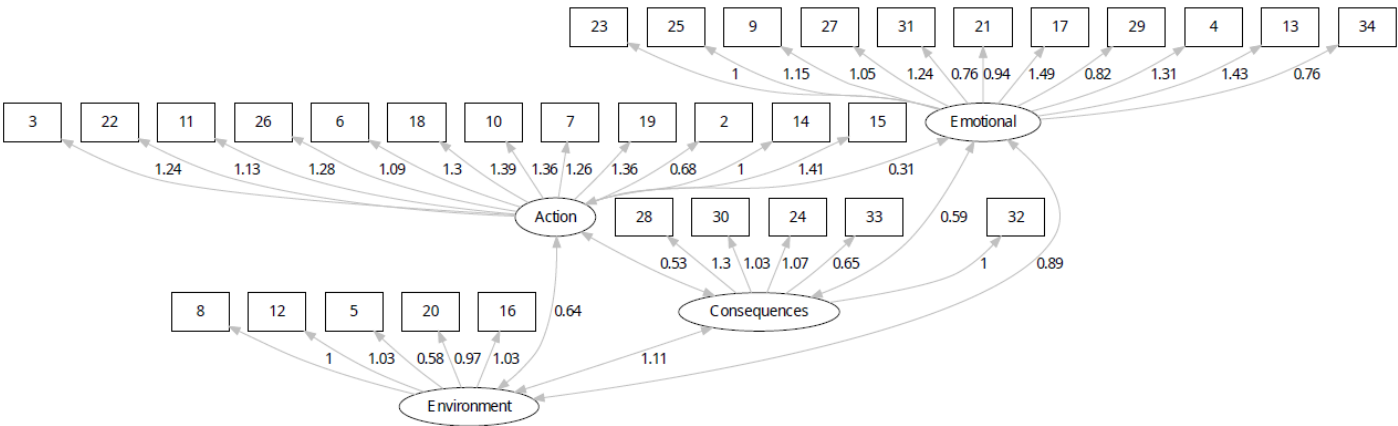 23 25 9 27 31 21 17 29 4 13 34
1 1.15 1.05 1.24 0.76 0.94 1.49 0.82 1.31 1.43 0.76
3 22 11 26 6 18 10 7 19 2 14 15 Emotional
1.24 1.13 1.28 1.09 1.3 1.39 1.36 1.26 1.36 0.68 1 1.41 0.31
Action 28 30 24 33 0.59 32
0.53 1.3 1.03 1.07 0.65 1 0.89
8 12 5 20 16 0.64 Consequences
1 1.03 0.58 0.97 1.03 1.11
Environment